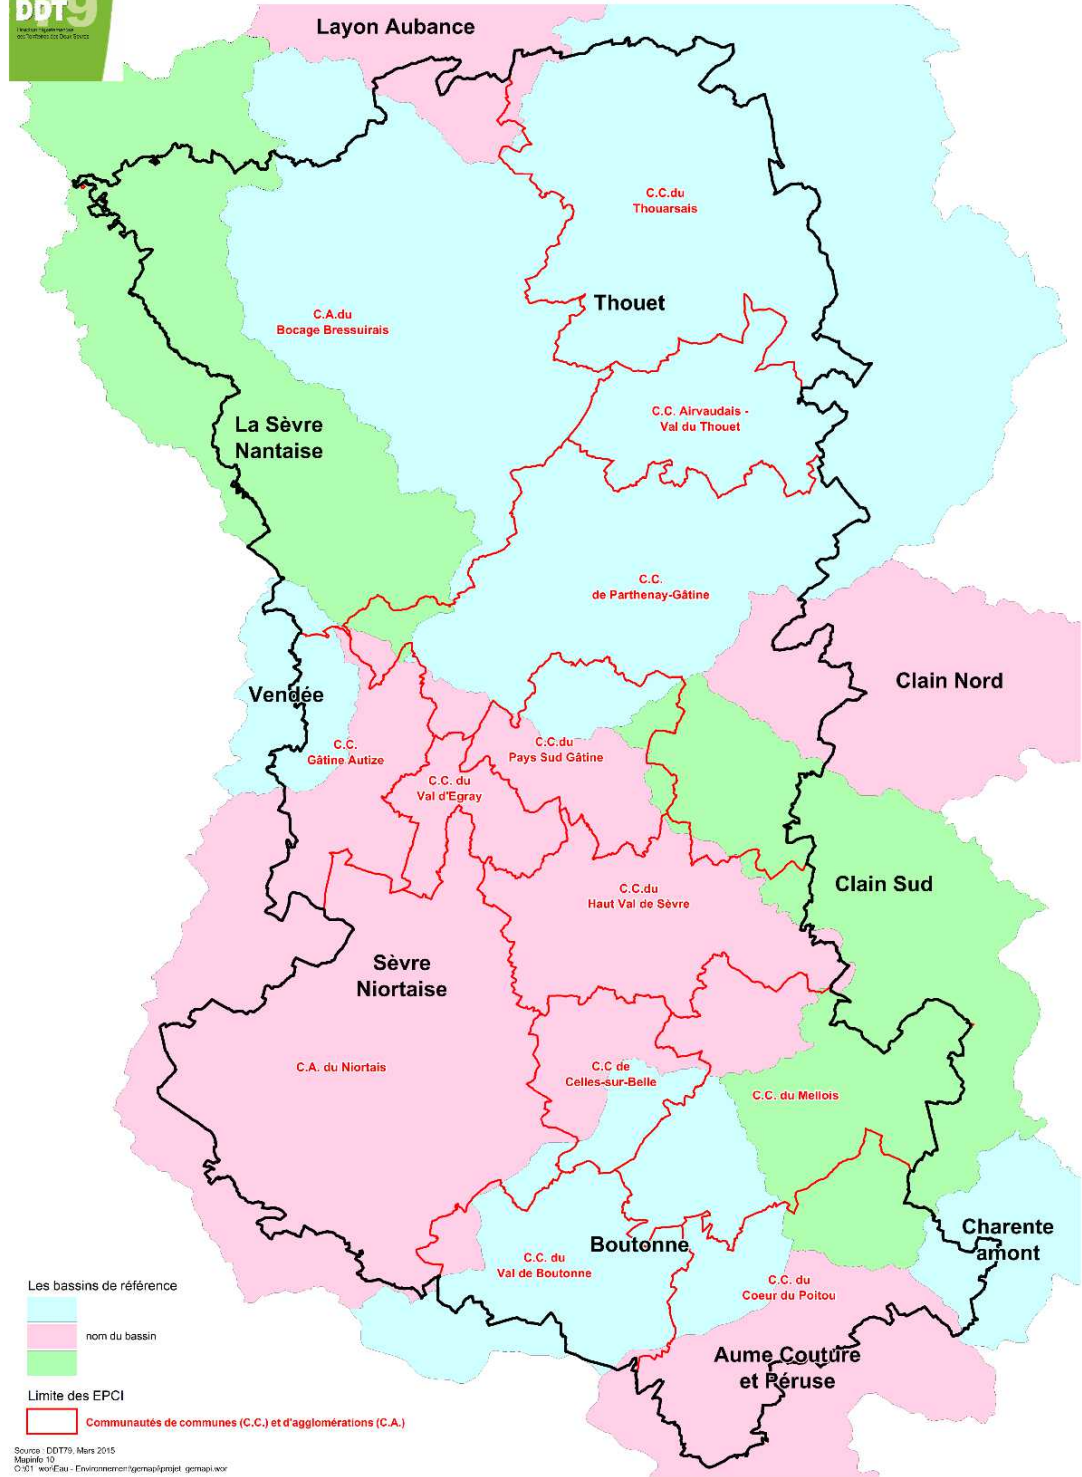 DDT
Layon Aubance
C.C.du
Thouarsais
Thouet
C.A.du
Bocage Bressuirais
C.C. Airvaudais -
Val du Thouet
La Sèvre
Nantaise
C.C.
de Parthenay-Gâtine
Clain Nord
Vendée
C.C.
Gâtine Autize
C.C.du
Pays Sud Gâtine
C.C. du
Val d'Egray
Clain Sud
C.C.du
Haut Val de Sèvre
Sèvre
Niortaise
C.A. du Niortais
C.C de
Celles-sur-Belle
C.C. du Mellois
Charente
amont
Boutonne
C.C. du
Val de Boutonne
C.C. du
Coeur du Poitou
Aume Couture
et Péruse
Les bassins de référence
nom du bassin
Limite des EPCI
Communautés de communes (C.C.) et d'agglomérations (C.A.)
Source : DDT79, Mars 2015
Mapinfo 10